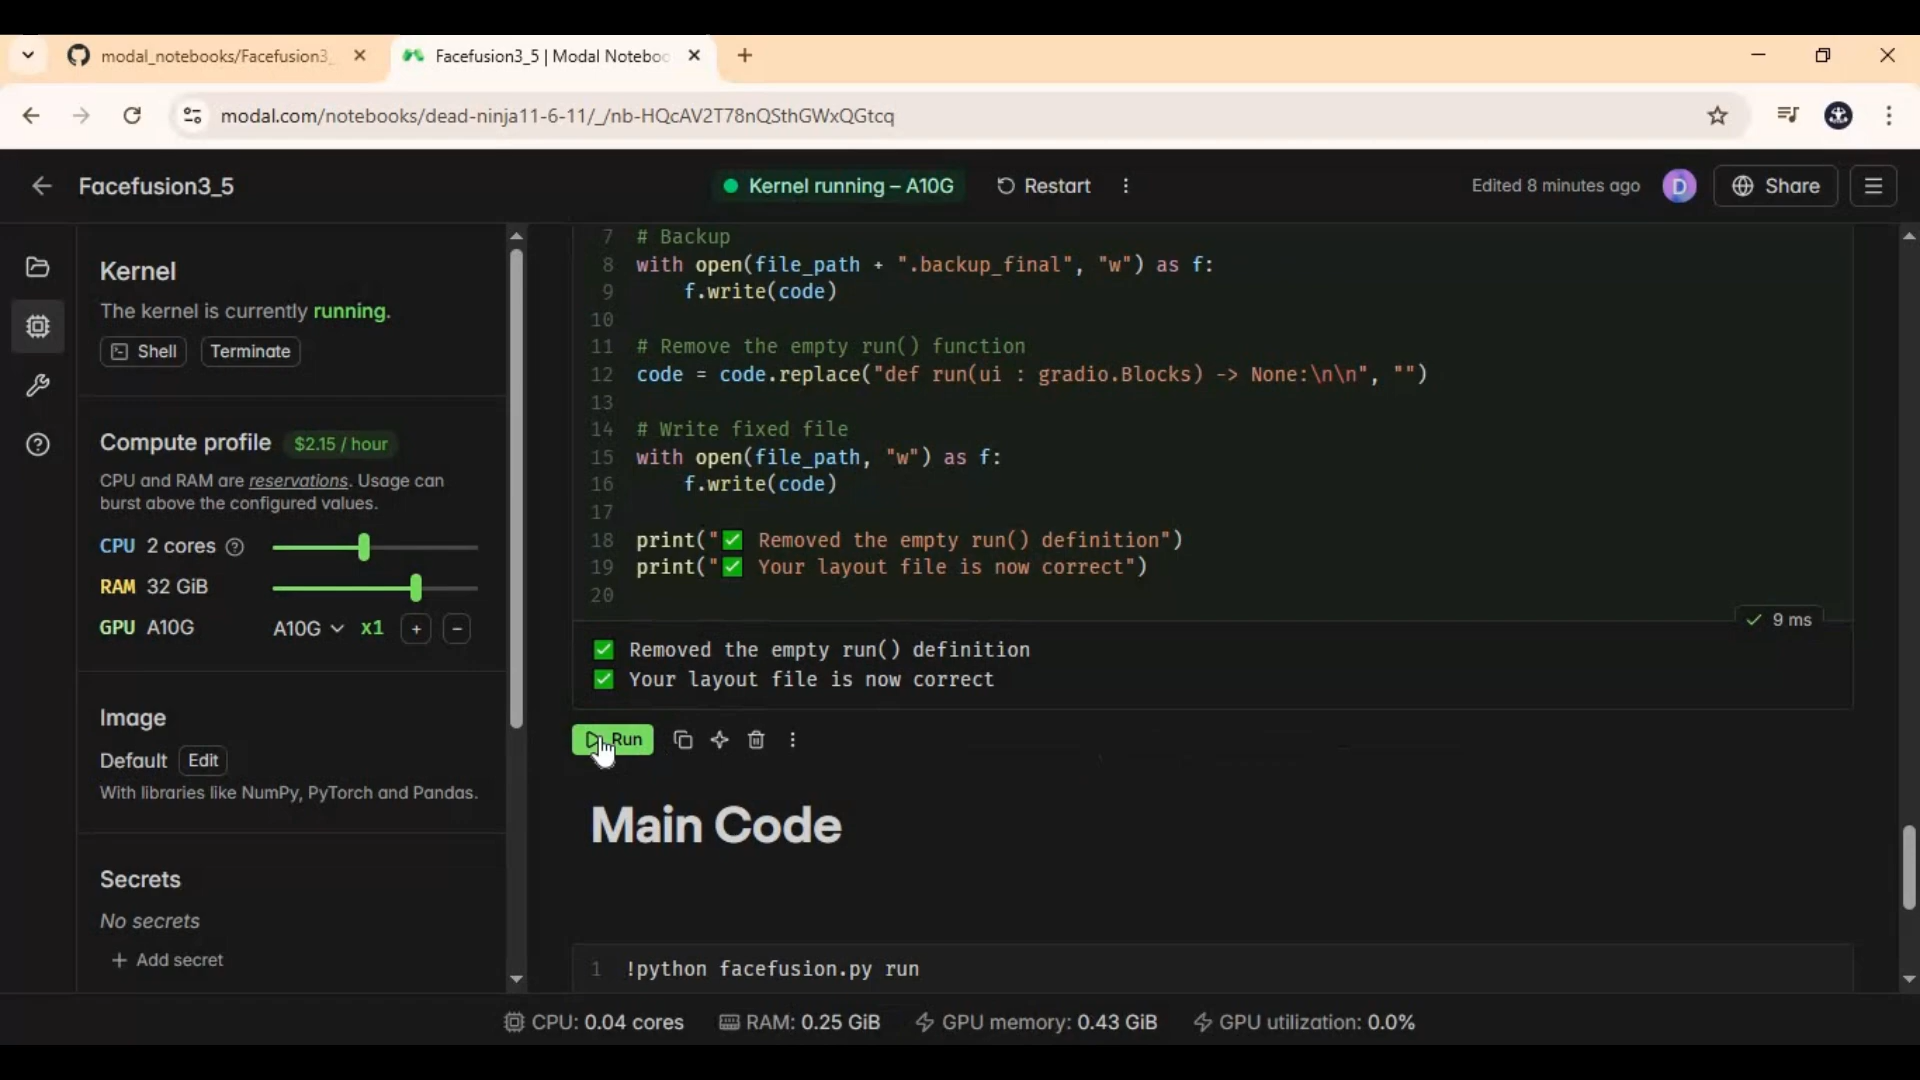 modal_notebooks/Facefusion3_
Facefusion3_5 | Modal Noteboo
modal.com/notebooks/dead-ninja11-6-11/_/nb-HQcAV2T78nQSthGWxQGtcq
Facefusion3_5
Kernel running – A10G
Restart
Edited 8 minutes ago
D
Share
Kernel
The kernel is currently running.
Shell
Terminate
Compute profile
$2.15 / hour
CPU and RAM are reservations. Usage can
burst above the configured values.
CPU 2 cores
RAM 32 GiB
GPU A10G
A10G
x1
+
−
Image
Default
Edit
With libraries like NumPy, PyTorch and Pandas.
Secrets
No secrets
+ Add secret
7 # Backup
8 with open(file_path + ".backup_final", "w") as f:
9 f.write(code)
10
11 # Remove the empty run() function
12 code = code.replace("def run(ui : gradio.Blocks) -> None:\n\n", "")
13
14 # Write fixed file
15 with open(file_path, "w") as f:
16 f.write(code)
17
18 print("✅ Removed the empty run() definition")
19 print("✅ Your layout file is now correct")
20
9 ms
✅ Removed the empty run() definition
✅ Your layout file is now correct
Run
Main Code
1 !python facefusion.py run
CPU: 0.04 cores
RAM: 0.25 GiB
GPU memory: 0.43 GiB
GPU utilization: 0.0%